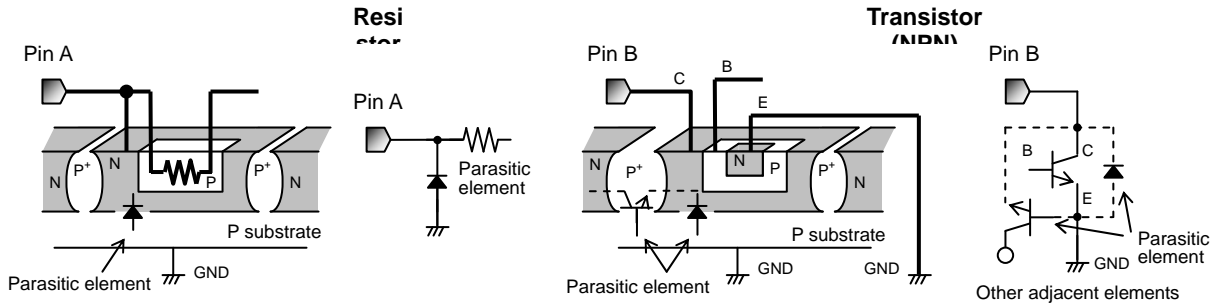 Resi
stor
Transistor
(NPN)
Pin A
Pin A
Pin B
Pin B
C
B
E
N
P+
N
P
P+
N
Parasitic
element
N
P+
N
P
P+
N
B
C
E
P substrate
GND
Parasitic element
P substrate
GND
GND
Parasitic element
Parasitic
element
GND
Other adjacent elements